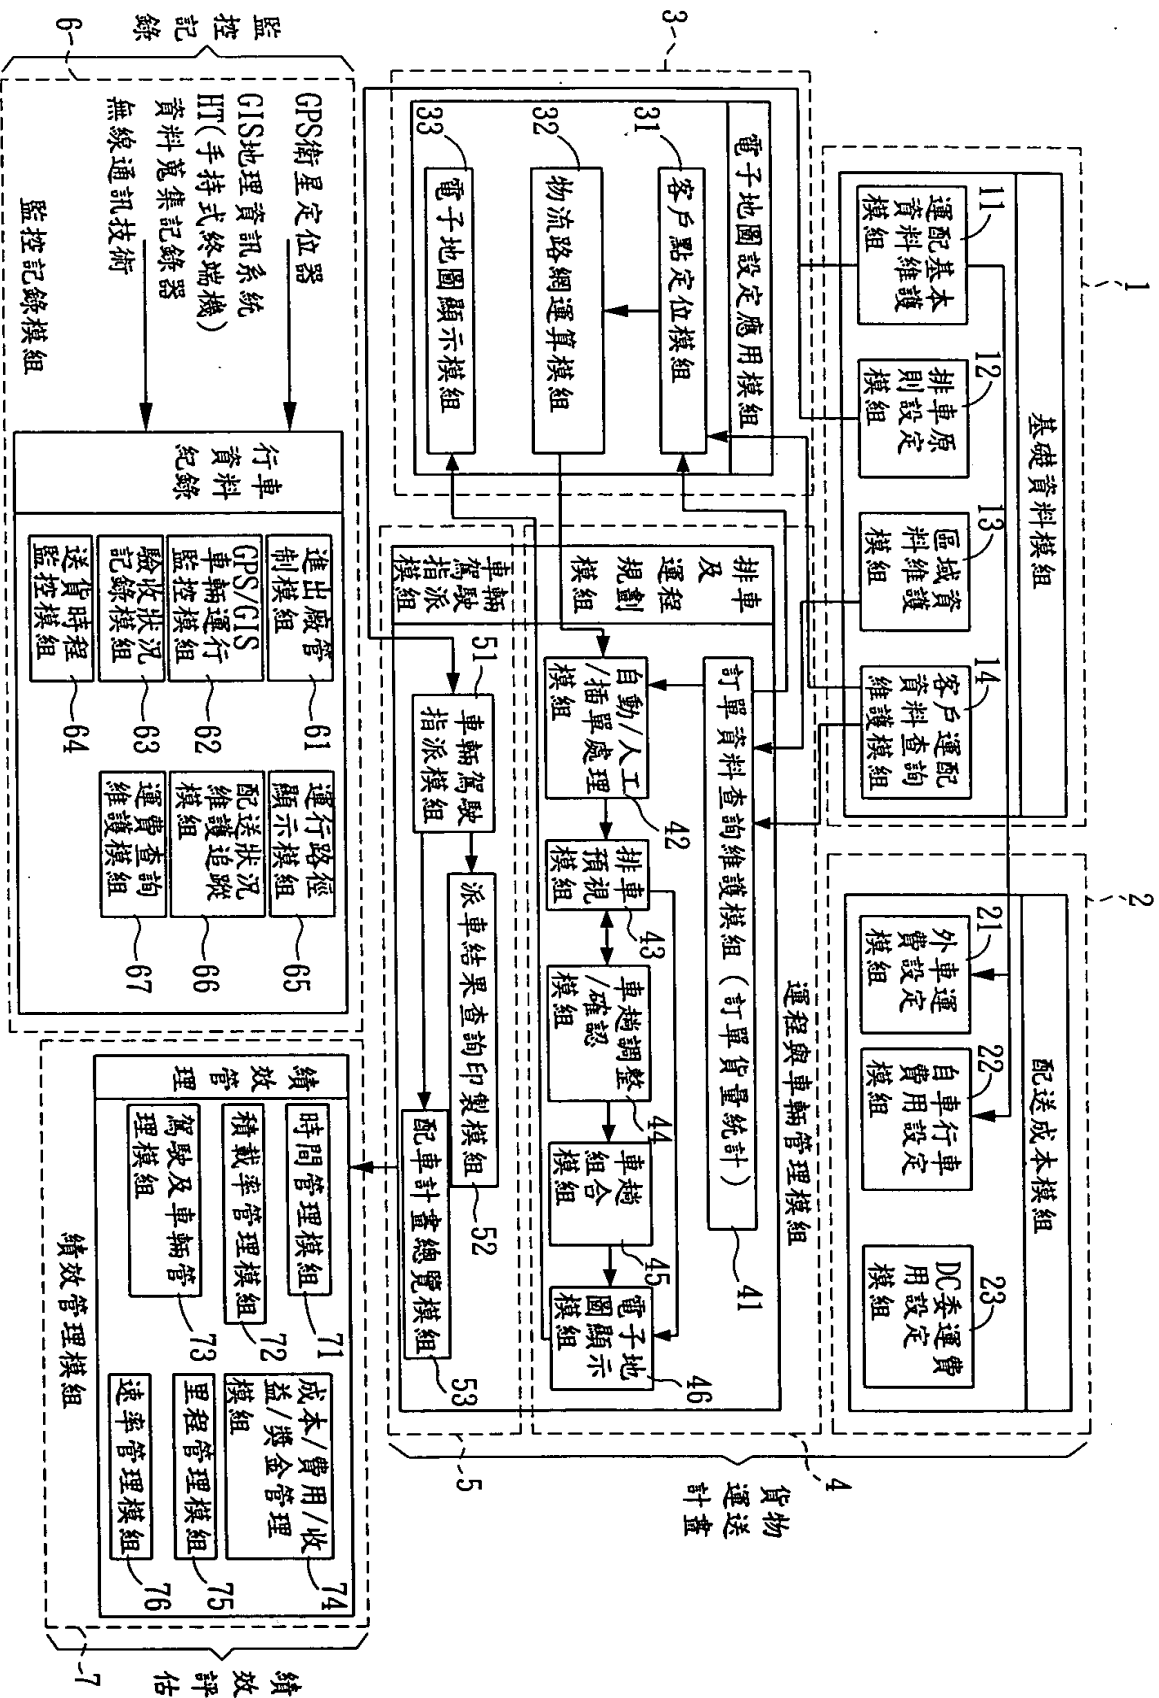 1
基礎資料模組
11
運配基本
資料維護
模組
12
排車原
則設定
模組
13
區域資
料維護
模組
14
客戶運配
資料查詢
維護模組
2
配送成本模組
21
外車運
費設定
模組
22
自車行車
費用設定
模組
23
DC委運費
用設定
模組
3
電子地圖設定應用模組
31
客戶點定位模組
32
物流路網運算模組
33
電子地圖顯示模組
運程與車輛管理模組
4
排車
及
運程
規劃
模組
訂單資料查詢維護模組(訂單貨量統計)
41
自動/人工
/插單處理
模組
42
排車
預視
模組
43
車趟調整
/確認
模組
44
車趟
組合
模組
45
電子地
圖顯示
模組
46
貨物
運送
計畫
5
車輛
駕駛
指派
模組
51
車輛駕駛
指派模組
派車結果查詢印製模組
52
配車計畫總覽模組
53
監
控
記
錄
6
GPS衛星定位器
GIS地理資訊系統
HT(手持式終端機)
資料蒐集記錄器
無線通訊技術
監控記錄模組
行車
資料
紀錄
進出廠管
制模組
61
GPS/GIS
車輛運行
監控模組
62
驗收狀況
記錄模組
63
送貨時程
監控模組
64
運行路徑
顯示模組
65
配送狀況
維護追蹤
模組
66
運費查詢
維護模組
67
績
效
管
理
時間管理模組
71
積載率管理模組
72
駕駛及車輛管
理模組
73
成本/費用/收
益/獎金管理
模組
74
里程管理模組
75
速率管理模組
76
績效管理模組
7
績
效
評
估